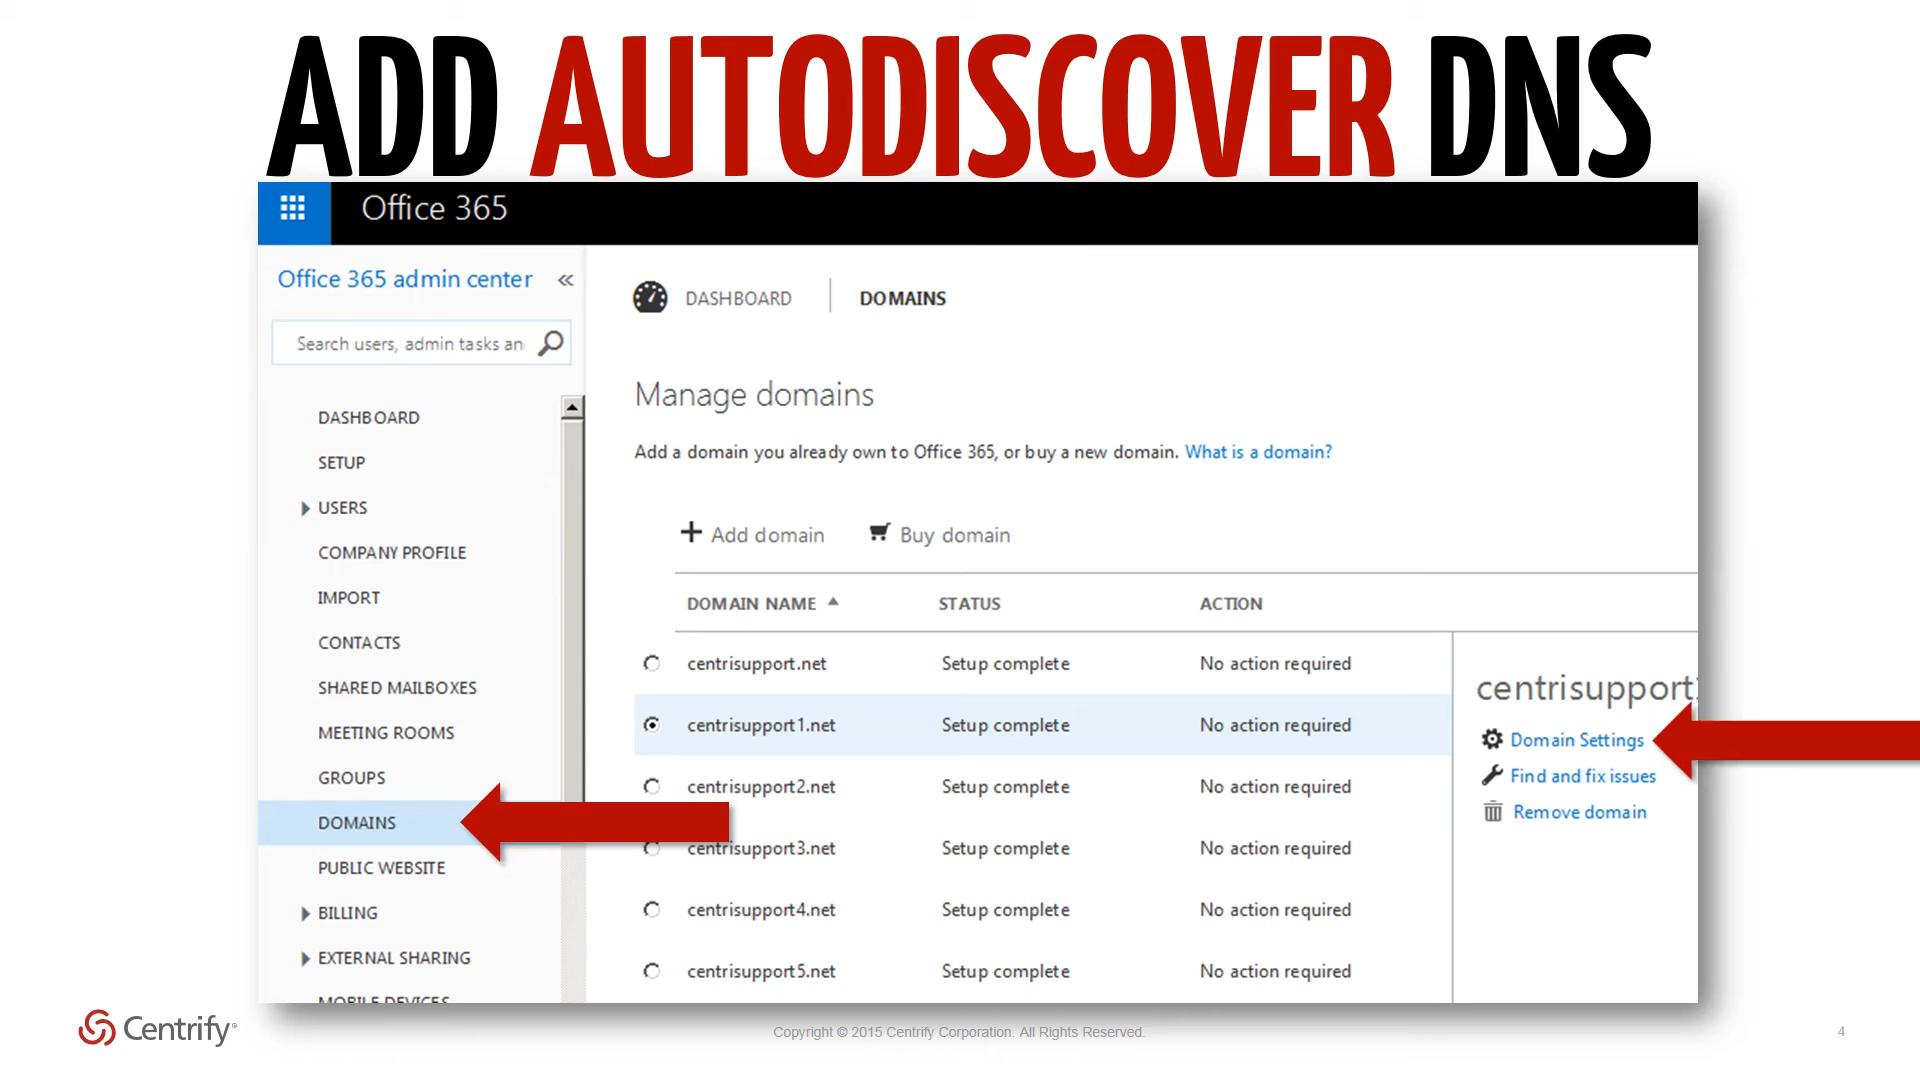 ADD AUTODISCOVER DNS
Office 365
Office 365 admin center «
Search users, admin tasks an
DASHBOARD
SETUP
USERS
COMPANY PROFILE
IMPORT
CONTACTS
SHARED MAILBOXES
MEETING ROOMS
GROUPS
DOMAINS
PUBLIC WEBSITE
BILLING
EXTERNAL SHARING
MOBILE DEVICES
DASHBOARD | DOMAINS
Manage domains
Add a domain you already own to Office 365, or buy a new domain. What is a domain?
Add domain Buy domain
DOMAIN NAME STATUS ACTION
centrisupport.net Setup complete No action required
centrisupport1.net Setup complete No action required
centrisupport2.net Setup complete No action required
centrisupport3.net Setup complete No action required
centrisupport4.net Setup complete No action required
centrisupport5.net Setup complete No action required
centrisupport1
Domain Settings
Find and fix issues
Remove domain
Centrify
Copyright © 2015 Centrify Corporation. All Rights Reserved.
4